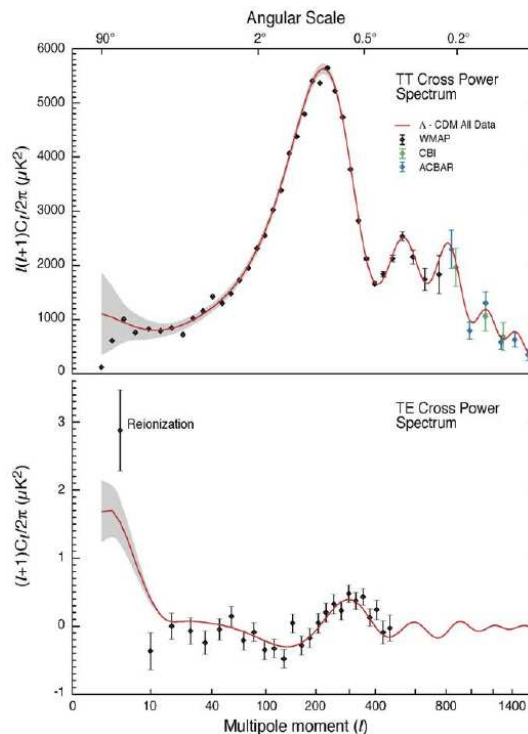 Angular Scale
90° 2° 0.5° 0.2°
6000
5000
4000
3000
2000
1000
0
l(l+1)Cl/2π (μK²)
TT Cross Power
Spectrum
Λ - CDM All Data
WMAP
CBI
ACBAR
3
2
1
0
-1
(l+1)Cl/2π (μK²)
Reionization
TE Cross Power
Spectrum
0 10 40 100 200 400 800 1400
Multipole moment (l)